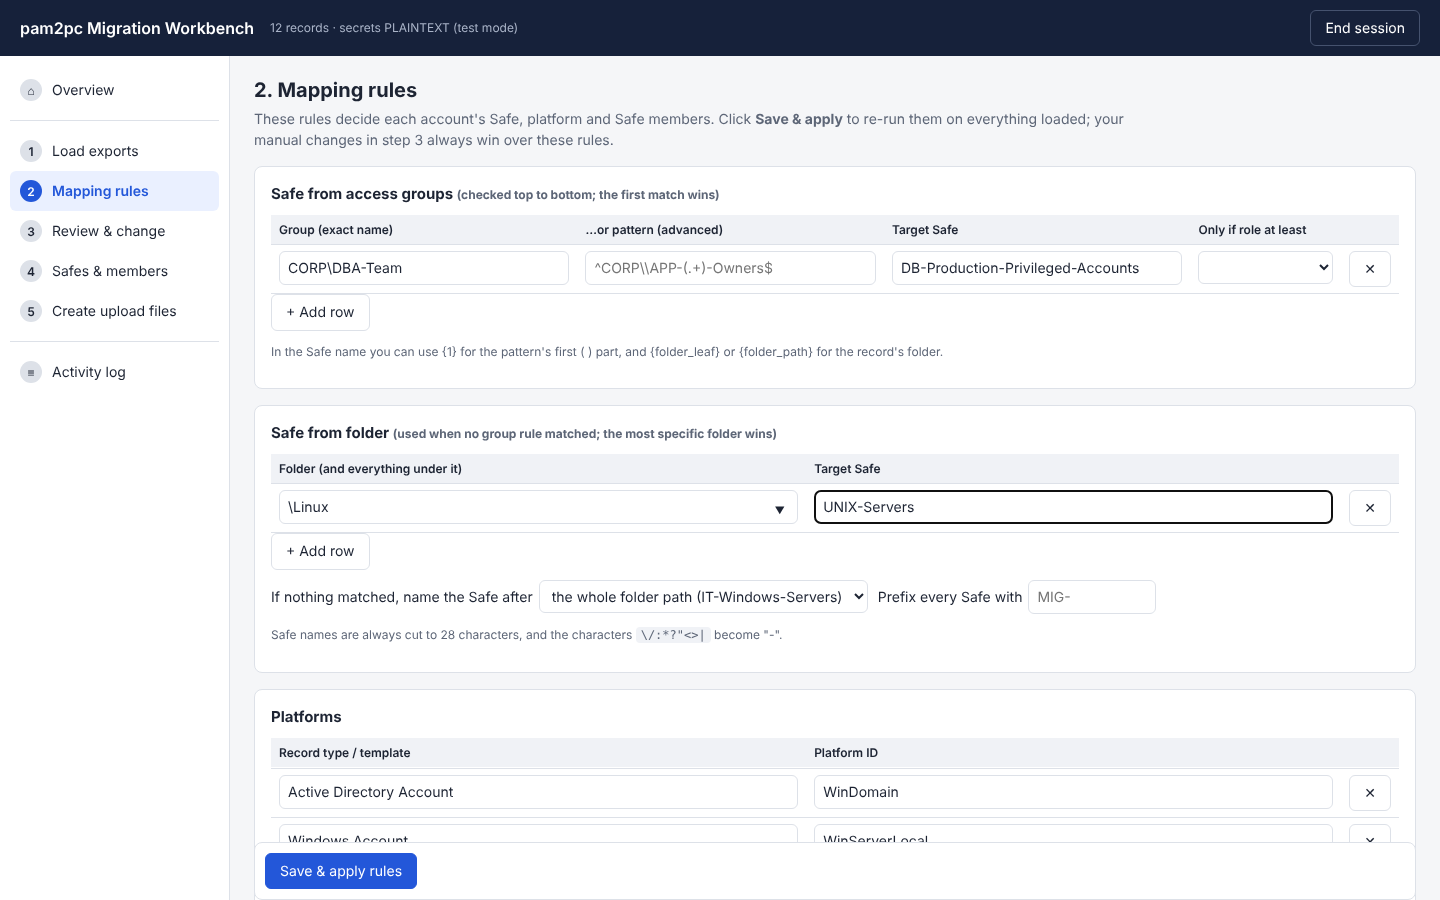 pam2pc Migration Workbench
12 records · secrets PLAINTEXT (test mode)
End session
⌂ Overview
1 Load exports
2 Mapping rules
3 Review & change
4 Safes & members
5 Create upload files
≡ Activity log
2. Mapping rules
These rules decide each account's Safe, platform and Safe members. Click Save & apply to re-run them on everything loaded; your
manual changes in step 3 always win over these rules.
Safe from access groups (checked top to bottom; the first match wins)
Group (exact name) …or pattern (advanced) Target Safe Only if role at least
CORP\DBA-Team ^CORP\\APP-(.+)-Owners$ DB-Production-Privileged-Accounts ✕
+ Add row
In the Safe name you can use {1} for the pattern's first ( ) part, and {folder_leaf} or {folder_path} for the record's folder.
Safe from folder (used when no group rule matched; the most specific folder wins)
Folder (and everything under it) Target Safe
\Linux ▼ UNIX-Servers ✕
+ Add row
If nothing matched, name the Safe after the whole folder path (IT-Windows-Servers) Prefix every Safe with MIG-
Safe names are always cut to 28 characters, and the characters \/:*?"<>| become "-".
Platforms
Record type / template Platform ID
Active Directory Account WinDomain ✕
Windows Account WinServerLocal ✕
Save & apply rules